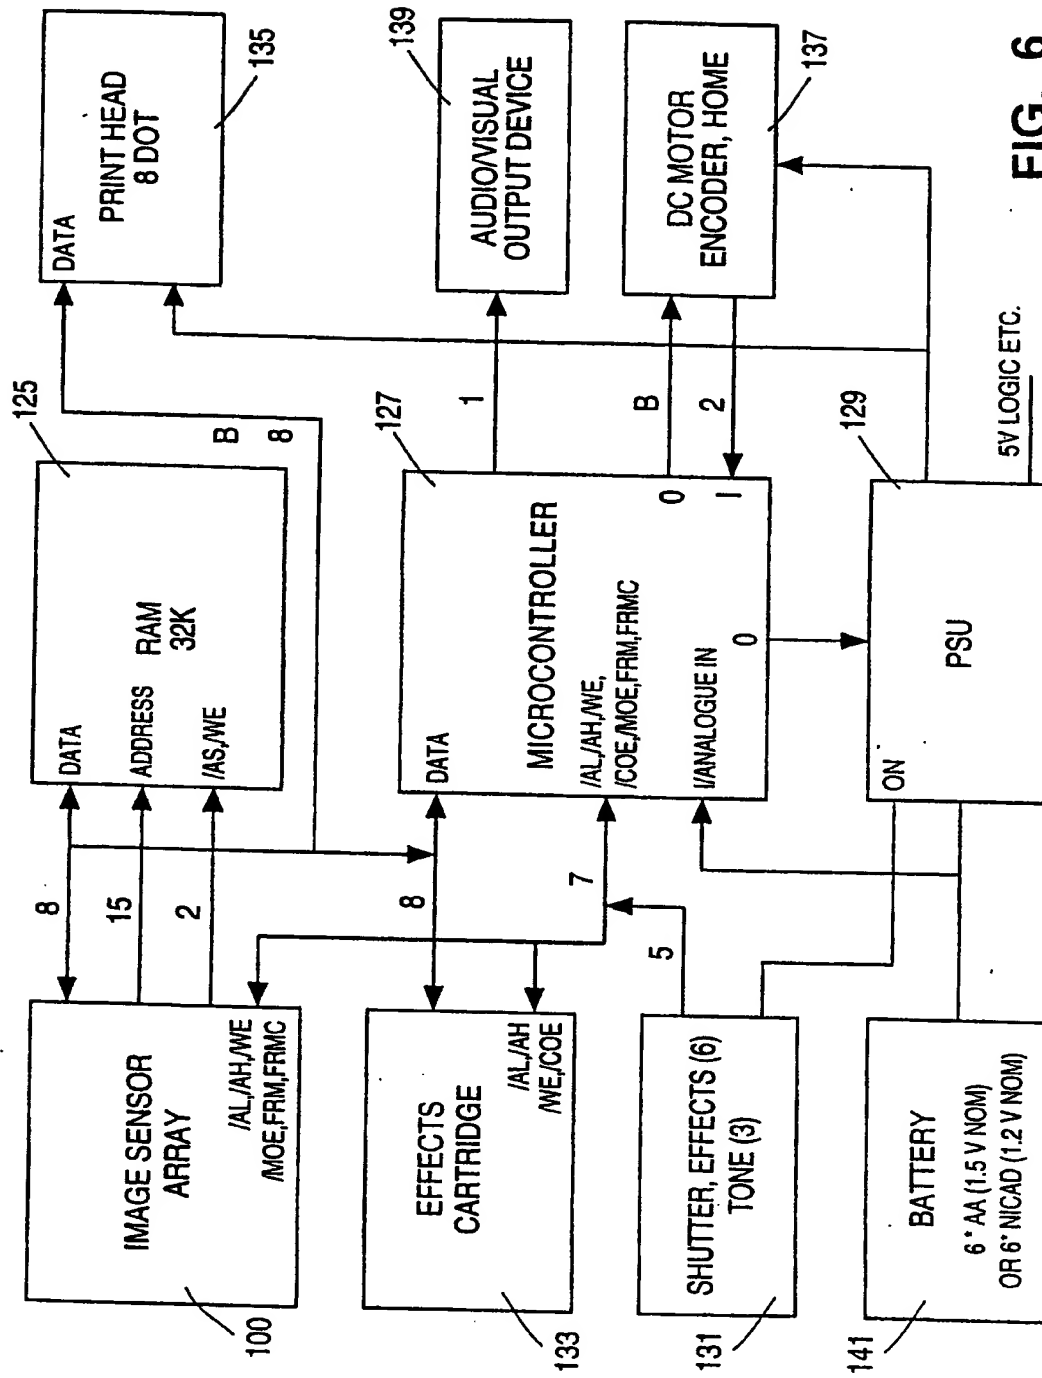 IMAGE SENSOR
ARRAY
/AL,/AH,/WE
/MOE,FRM,FRMC
100
8
15
2
DATA
ADDRESS
/AS,/WE
RAM
32K
125
B
8
DATA
PRINT HEAD
8 DOT
135
EFFECTS
CARTRIDGE
/AL,/AH
/WE,/COE
133
8
7
5
DATA
MICROCONTROLLER
/AL,/AH,/WE,
/COE,/MOE,FRM,FRMC
I/ANALOGUE IN
O
O
I
127
1
B
2
AUDIO/VISUAL
OUTPUT DEVICE
139
DC MOTOR
ENCODER, HOME
137
SHUTTER, EFFECTS (6)
TONE (3)
131
BATTERY
6 * AA (1.5 V NOM)
OR 6* NICAD (1.2 V NOM)
141
ON
PSU
129
5V LOGIC ETC.
FIG. 6